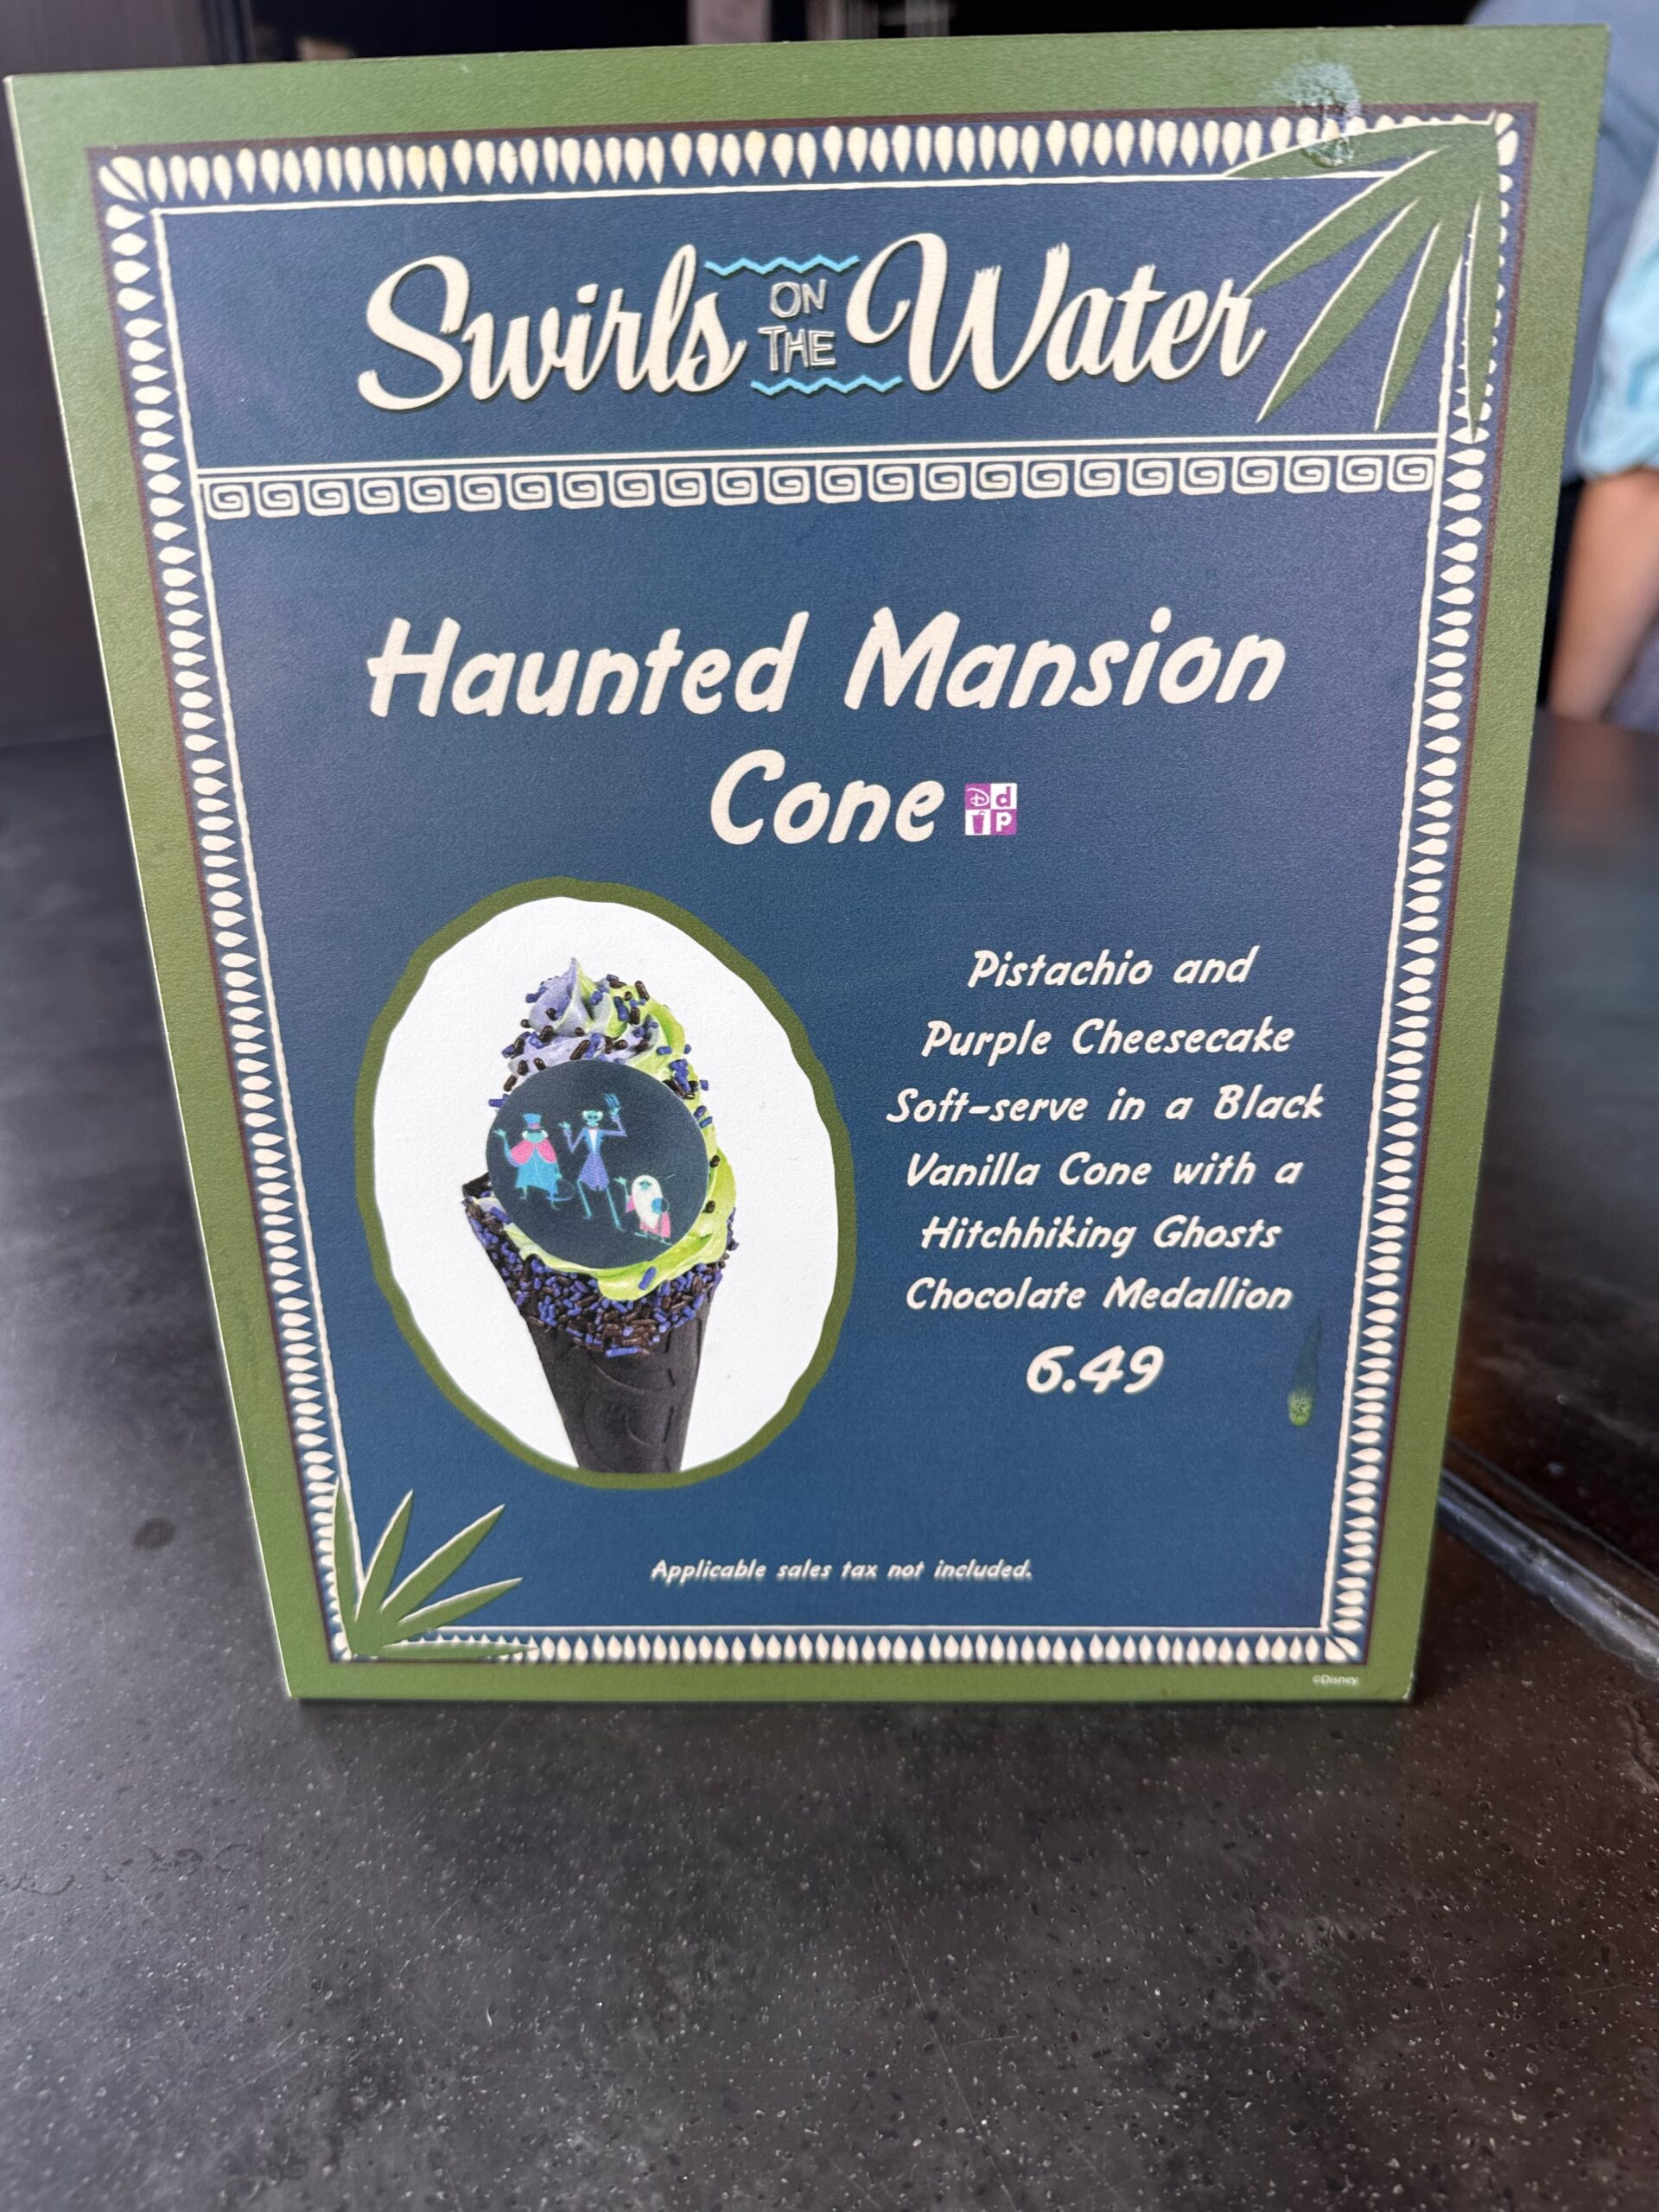 Swirls ON THE Water
Haunted Mansion
Cone D d p
Pistachio and
Purple Cheesecake
Soft-serve in a Black
Vanilla Cone with a
Hitchhiking Ghosts
Chocolate Medallion
6.49
Applicable sales tax not included.
©Disney